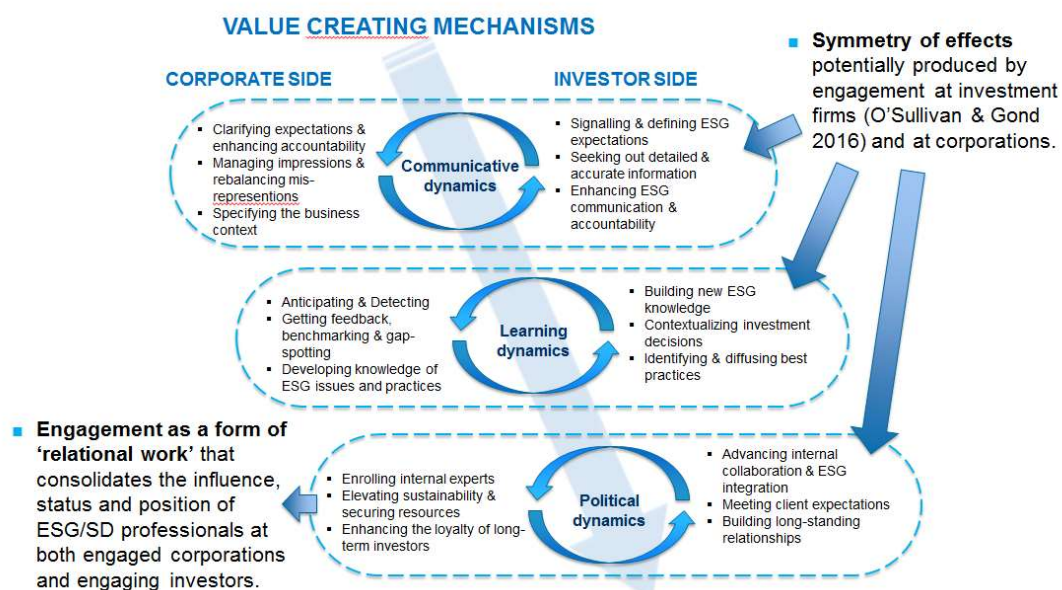 VALUE CREATING MECHANISMS
CORPORATE SIDE
INVESTOR SIDE
▪ Symmetry of effects
potentially produced by
engagement at investment
firms (O'Sullivan & Gond
2016) and at corporations.
▪ Clarifying expectations &
enhancing accountability
▪ Managing impressions &
rebalancing mis-
representions
▪ Specifying the business
context
Communicative
dynamics
▪ Signalling & defining ESG
expectations
▪ Seeking out detailed &
accurate information
▪ Enhancing ESG
communication &
accountability
▪ Anticipating & Detecting
▪ Getting feedback,
benchmarking & gap-
spotting
▪ Developing knowledge of
ESG issues and practices
Learning
dynamics
▪ Building new ESG
knowledge
▪ Contextualizing investment
decisions
▪ Identifying & diffusing best
practices
▪ Engagement as a form of
‘relational work’ that
consolidates the influence,
status and position of
ESG/SD professionals at
both engaged corporations
and engaging investors.
▪ Enrolling internal experts
▪ Elevating sustainability &
securing resources
▪ Enhancing the loyalty of long-
term investors
Political
dynamics
▪ Advancing internal
collaboration & ESG
integration
▪ Meeting client expectations
▪ Building long-standing
relationships